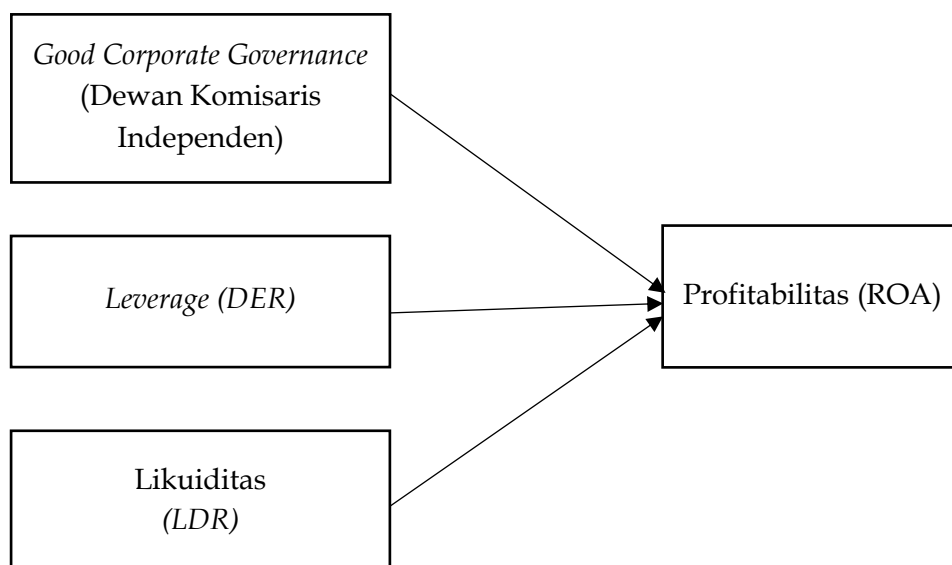 Good Corporate Governance
(Dewan Komisaris
Independen)
Leverage (DER)
Profitabilitas (ROA)
Likuiditas
(LDR)